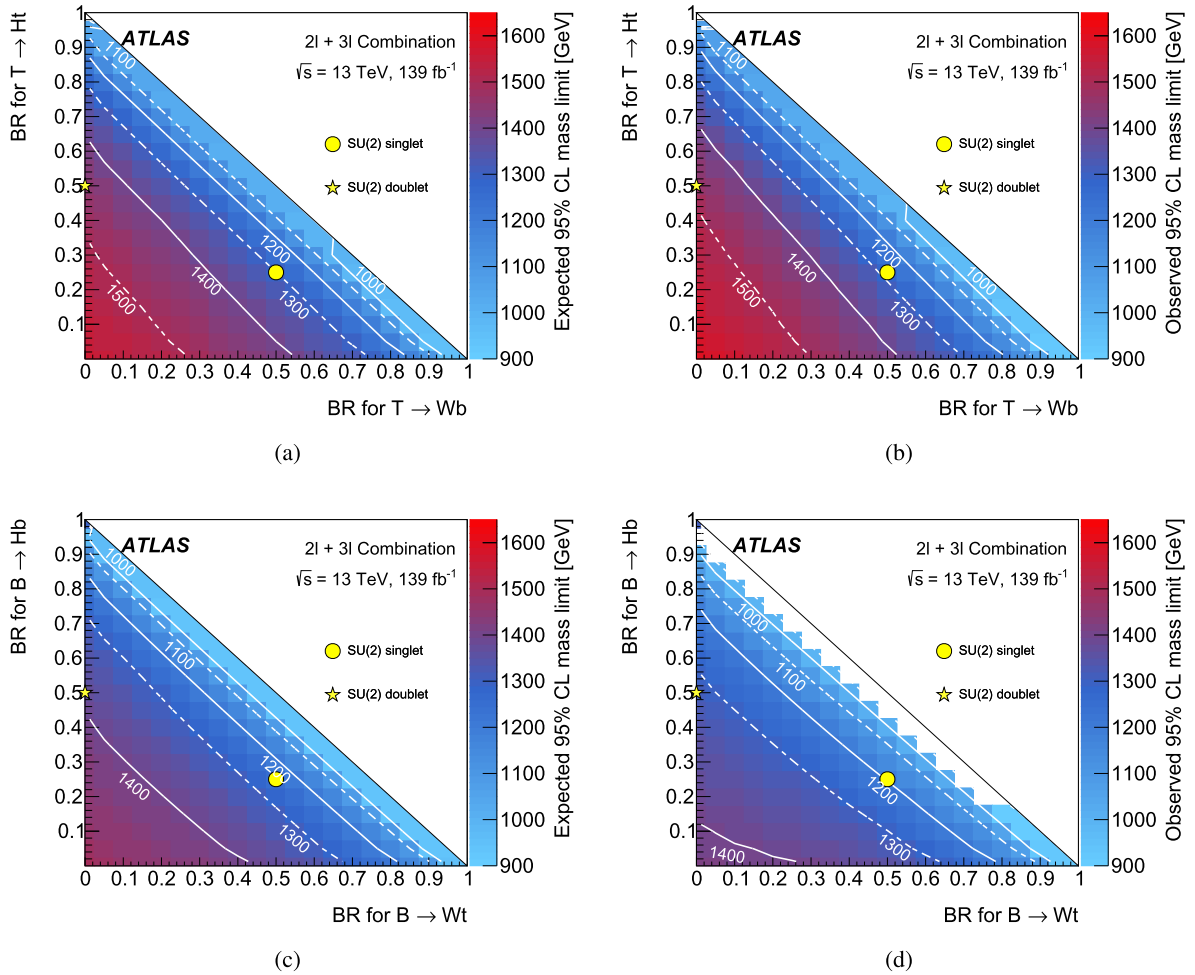 BR for T → Ht
ATLAS
2l + 3l Combination
√s = 13 TeV, 139 fb⁻¹
SU(2) singlet
SU(2) doublet
1100
1200
1000
1400
1300
1500
1
0.9
0.8
0.7
0.6
0.5
0.4
0.3
0.2
0.1
0 0.1 0.2 0.3 0.4 0.5 0.6 0.7 0.8 0.9 1
BR for T → Wb
1600
1500
1400
1300
1200
1100
1000
900
Expected 95% CL mass limit [GeV]
(a)
BR for T → Ht
ATLAS
2l + 3l Combination
√s = 13 TeV, 139 fb⁻¹
SU(2) singlet
SU(2) doublet
1100
1200
1000
1400
1300
1500
1
0.9
0.8
0.7
0.6
0.5
0.4
0.3
0.2
0.1
0 0.1 0.2 0.3 0.4 0.5 0.6 0.7 0.8 0.9 1
BR for T → Wb
1600
1500
1400
1300
1200
1100
1000
900
Observed 95% CL mass limit [GeV]
(b)
BR for B → Hb
ATLAS
2l + 3l Combination
√s = 13 TeV, 139 fb⁻¹
SU(2) singlet
SU(2) doublet
1000
1100
1200
1400
1300
1
0.9
0.8
0.7
0.6
0.5
0.4
0.3
0.2
0.1
0 0.1 0.2 0.3 0.4 0.5 0.6 0.7 0.8 0.9 1
BR for B → Wt
1600
1500
1400
1300
1200
1100
1000
900
Expected 95% CL mass limit [GeV]
(c)
BR for B → Hb
ATLAS
2l + 3l Combination
√s = 13 TeV, 139 fb⁻¹
SU(2) singlet
SU(2) doublet
1000
1100
1200
1300
1400
1
0.9
0.8
0.7
0.6
0.5
0.4
0.3
0.2
0.1
0 0.1 0.2 0.3 0.4 0.5 0.6 0.7 0.8 0.9 1
BR for B → Wt
1600
1500
1400
1300
1200
1100
1000
900
Observed 95% CL mass limit [GeV]
(d)